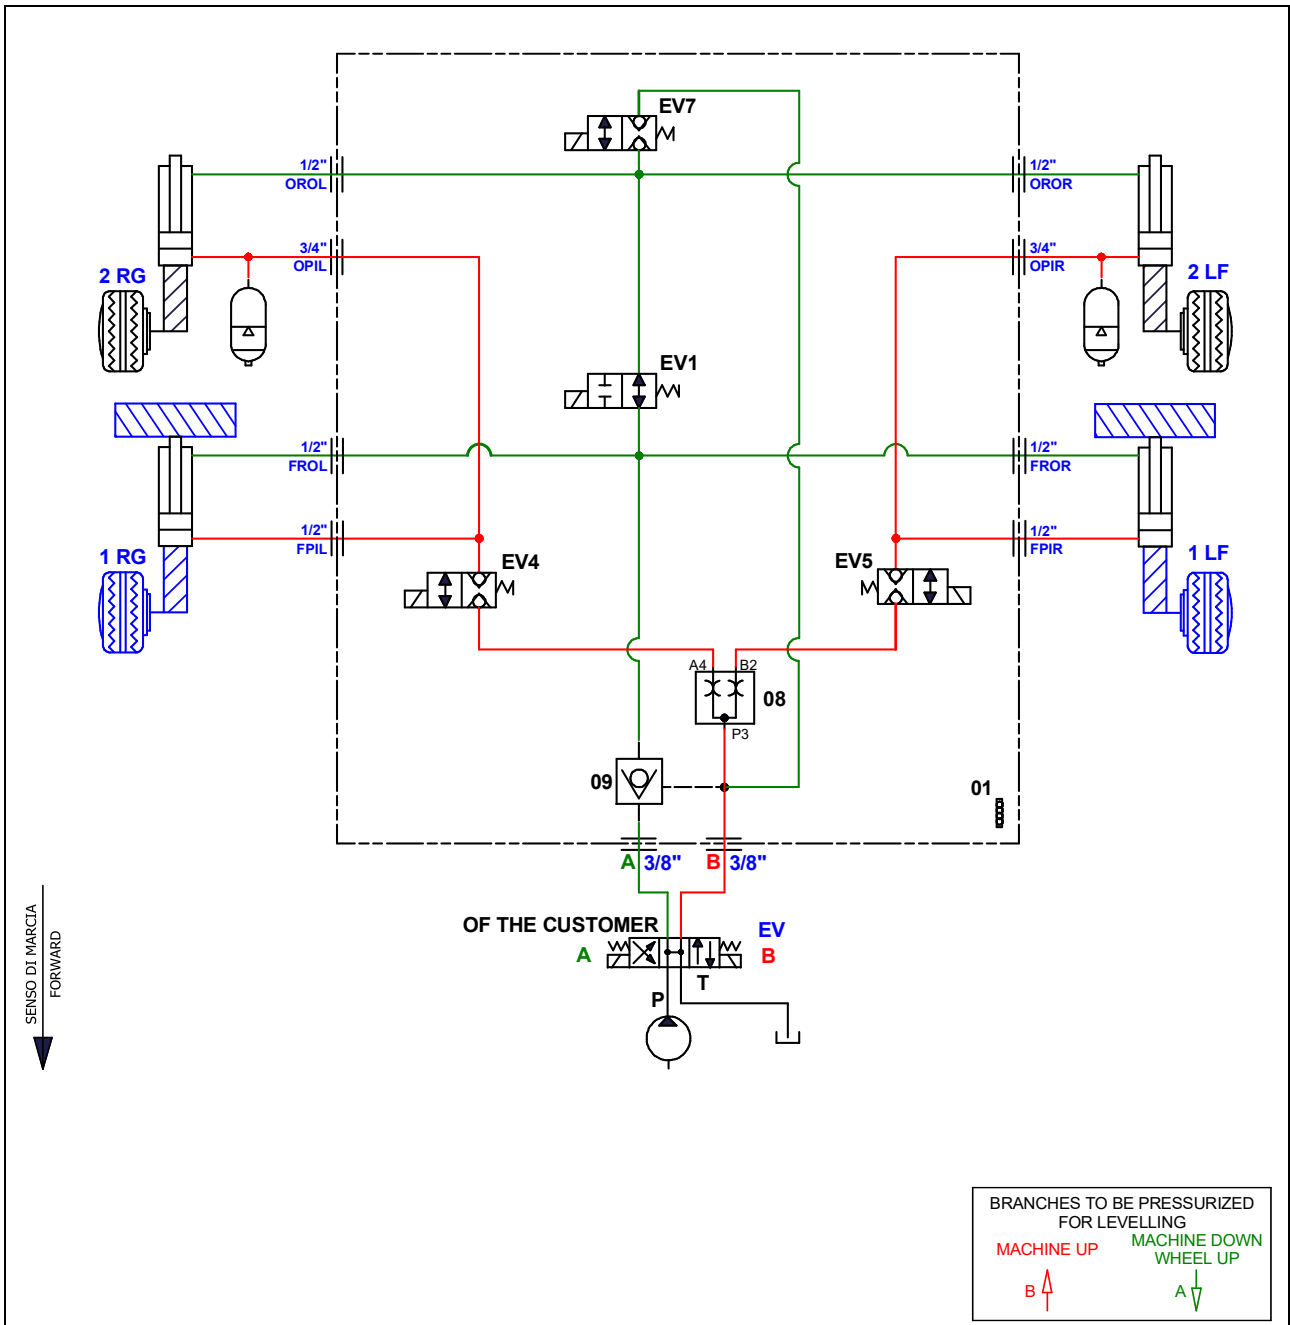 EV7
1/2"
OROL
1/2"
OROR
3/4"
OPIL
3/4"
OPIR
2 RG
2 LF
EV1
1/2"
FROL
1/2"
FROR
1/2"
FPIL
1/2"
FPIR
1 RG
1 LF
EV4
EV5
A4
B2
08
P3
09
01
A 3/8"
B 3/8"
OF THE CUSTOMER
EV
A
B
T
P
SENSO DI MARCIA
FORWARD
BRANCHES TO BE PRESSURIZED
FOR LEVELLING
MACHINE UP
MACHINE DOWN
WHEEL UP
B
A